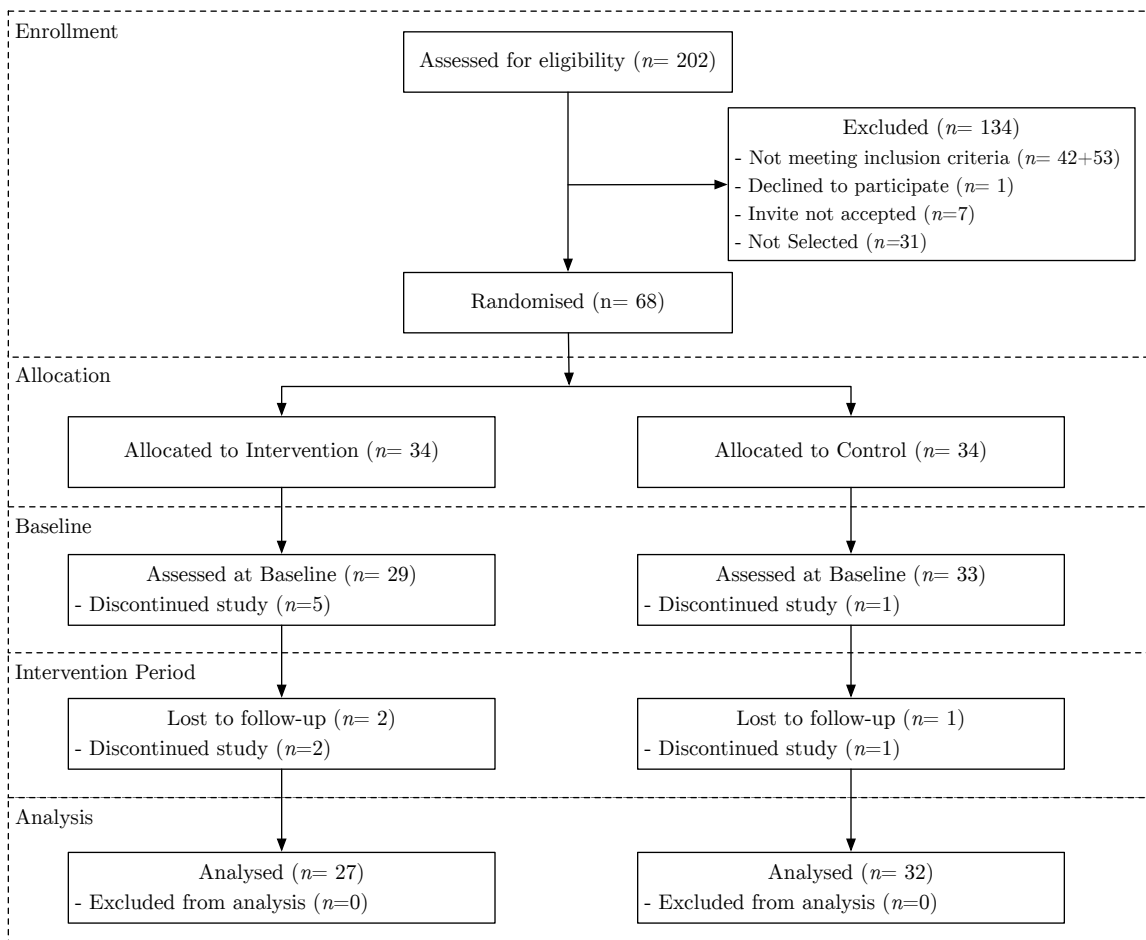 Enrollment
Assessed for eligibility (n= 202)
Excluded (n= 134)
- Not meeting inclusion criteria (n= 42+53)
- Declined to participate (n= 1)
- Invite not accepted (n=7)
- Not Selected (n=31)
Randomised (n= 68)
Allocation
Allocated to Intervention (n= 34)
Allocated to Control (n= 34)
Baseline
Assessed at Baseline (n= 29)
- Discontinued study (n=5)
Assessed at Baseline (n= 33)
- Discontinued study (n=1)
Intervention Period
Lost to follow-up (n= 2)
- Discontinued study (n=2)
Lost to follow-up (n= 1)
- Discontinued study (n=1)
Analysis
Analysed (n= 27)
- Excluded from analysis (n=0)
Analysed (n= 32)
- Excluded from analysis (n=0)